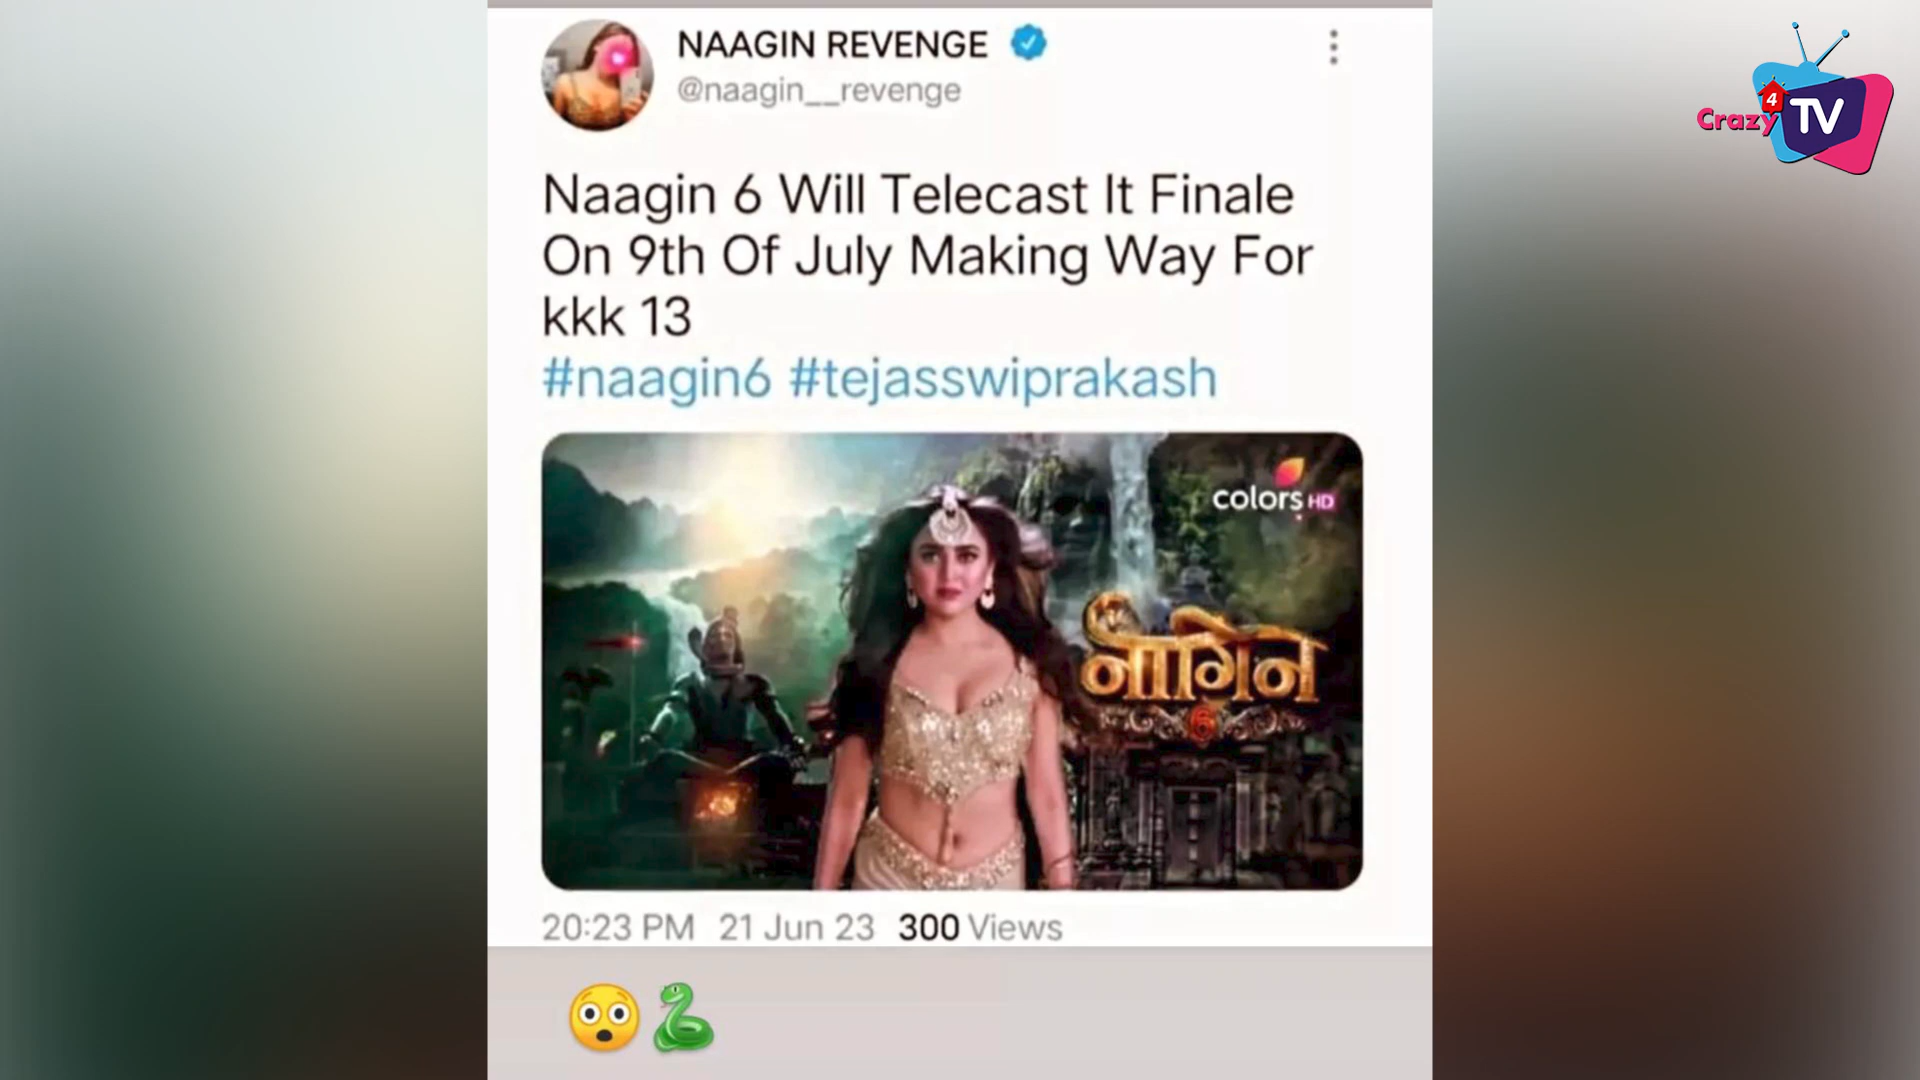 NAAGIN REVENGE
@naagin__revenge
Crazy 4 TV
Naagin 6 Will Telecast It Finale
On 9th Of July Making Way For
kkk 13
#naagin6 #tejasswiprakash
colors HD
नागिन
6
20:23 PM 21 Jun 23 300 Views